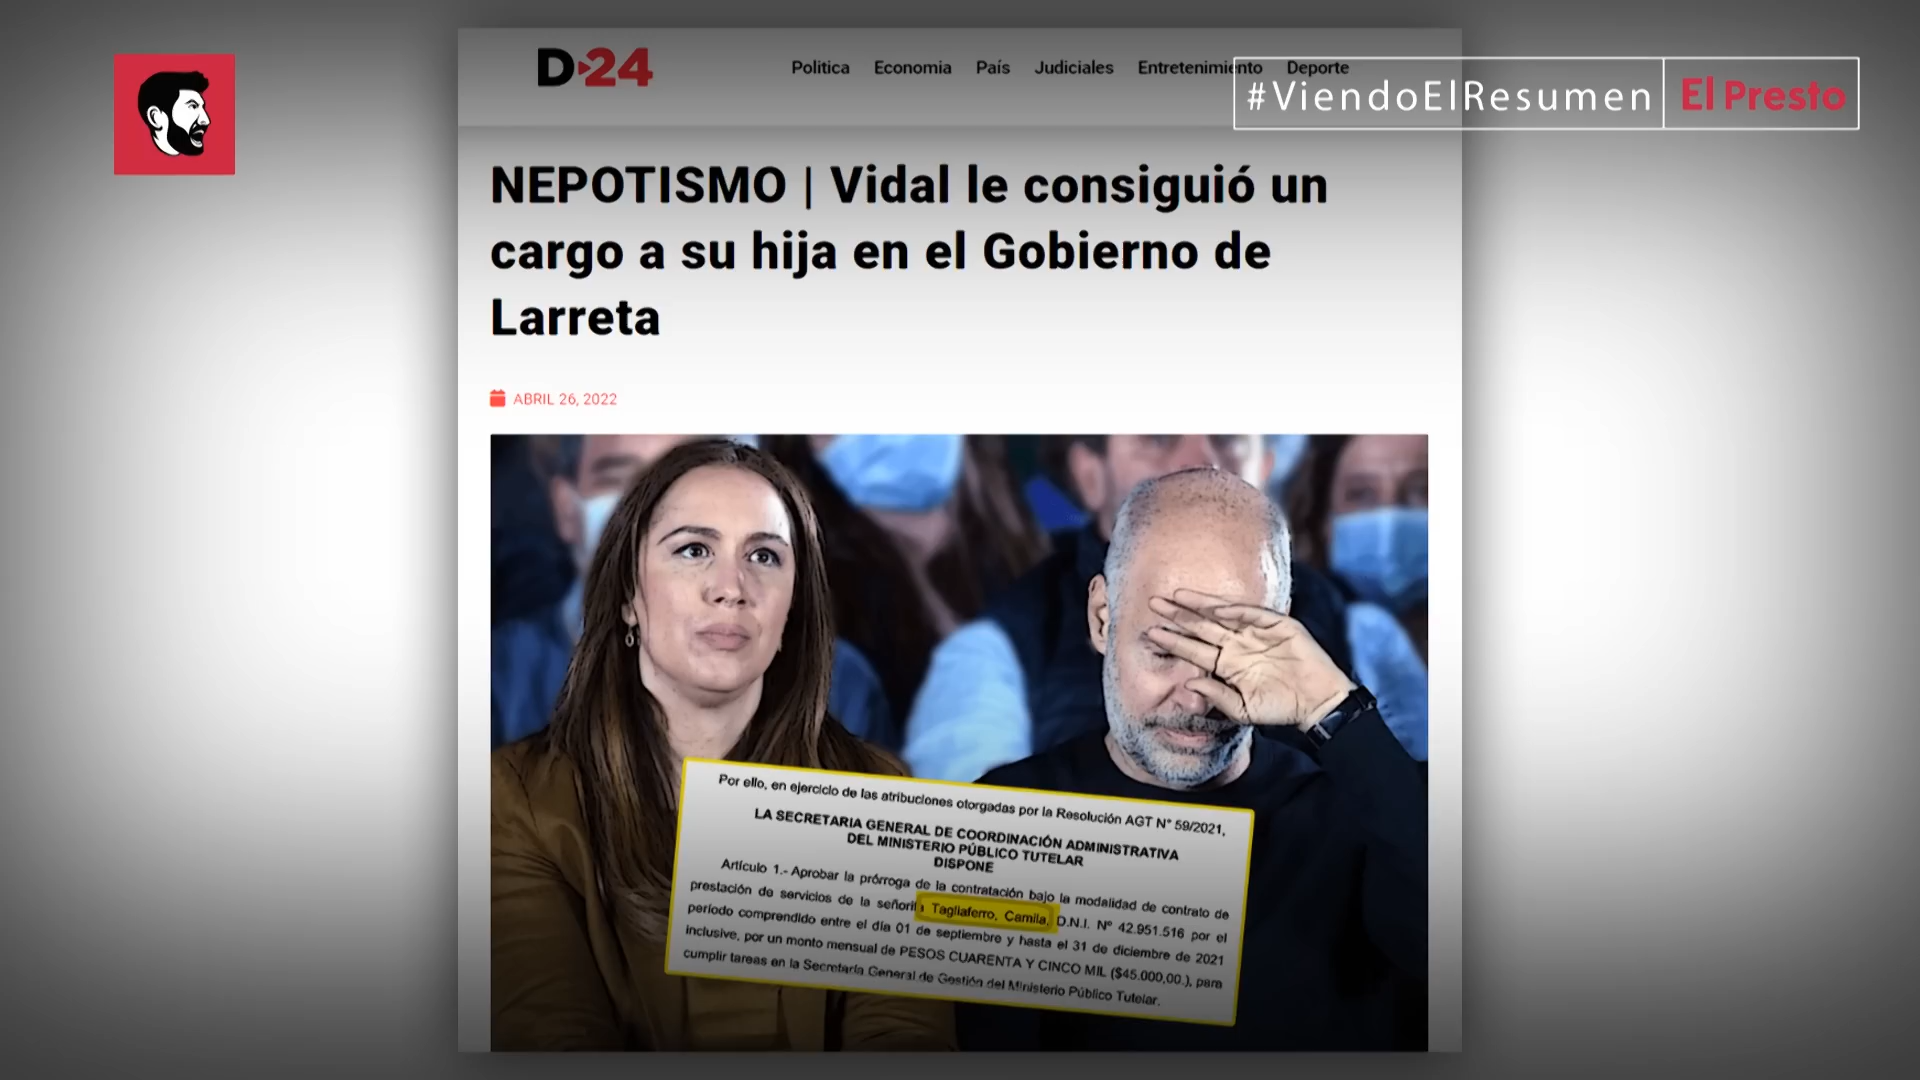 D24
Politica Economia País Judiciales Entretenimiento Deporte
#ViendoElResumen El Presto
NEPOTISMO | Vidal le consiguió un
cargo a su hija en el Gobierno de
Larreta
ABRIL 26, 2022
Por ello, en ejercicio de las atribuciones otorgadas por la Resolución AGT N° 59/2021,
LA SECRETARIA GENERAL DE COORDINACIÓN ADMINISTRATIVA
DEL MINISTERIO PÚBLICO TUTELAR
DISPONE
Artículo 1.- Aprobar la prórroga de la contratación bajo la modalidad de contrato de
prestación de servicios de la señorita Tagliaferro, Camila, D.N.I. N° 42.951.516 por el
período comprendido entre el día 01 de septiembre y hasta el 31 de diciembre de 2021
inclusive, por un monto mensual de PESOS CUARENTA Y CINCO MIL ($45.000,00.), para
cumplir tareas en la Secretaría General de Gestión del Ministerio Público Tutelar.